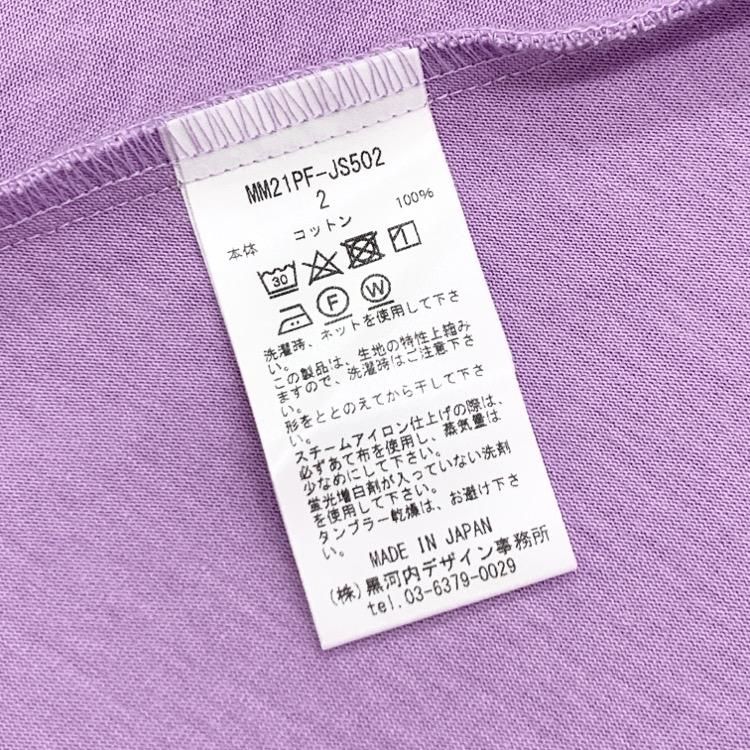 MM21PF-JS502
2
本体 コットン 100%
30
F W
洗濯時、ネットを使用して下さ
い。
この製品は、生地の特性上縮み
ますので、洗濯時はご注意下さ
い。
形をととのえてから干して下さ
い。
スチームアイロン仕上げの際は、
必ずあて布を使用し、蒸気量は
少なめにして下さい。
蛍光増白剤が入っていない洗剤
を使用して下さい。
タンブラー乾燥は、お避け下さ
い。
MADE IN JAPAN
(株)黒河内デザイン事務所
tel.03-6379-0029